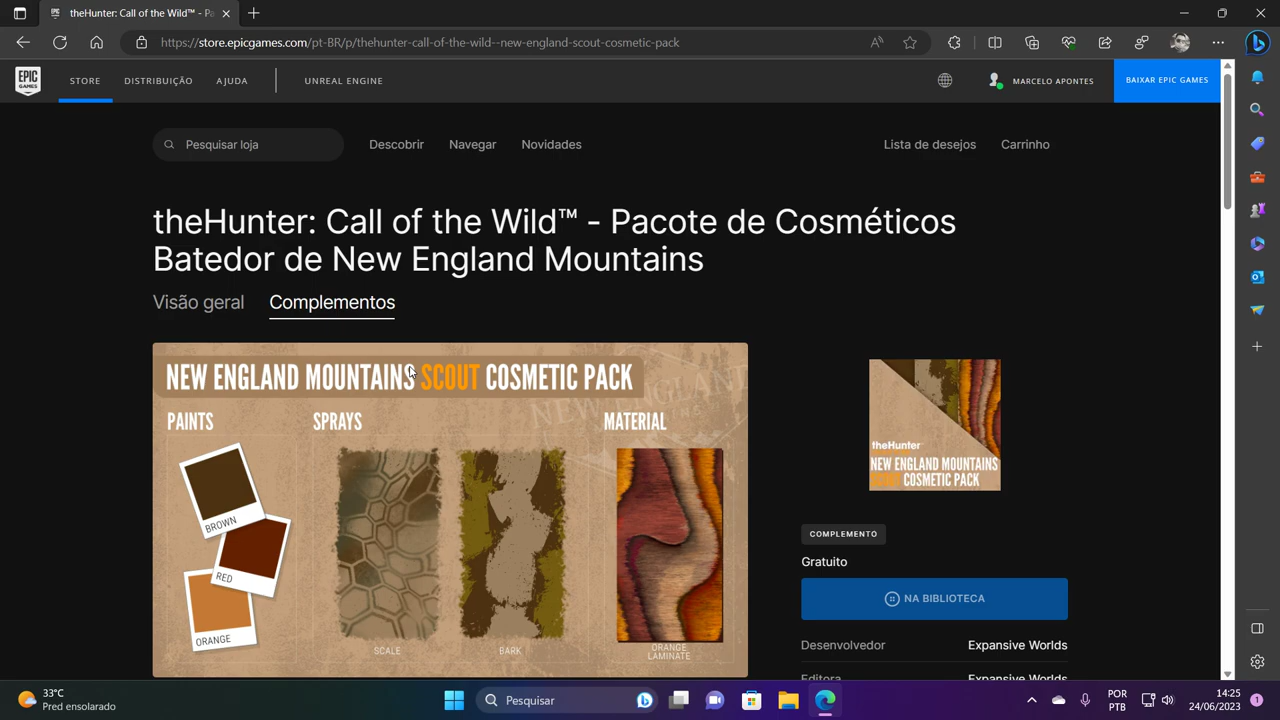 theHunter: Call of the Wild™ - Pa
https://store.epicgames.com/pt-BR/p/thehunter-call-of-the-wild--new-england-scout-cosmetic-pack
EPIC GAMES
STORE
DISTRIBUIÇÃO
AJUDA
UNREAL ENGINE
MARCELO APONTES
BAIXAR EPIC GAMES
Pesquisar loja
Descobrir
Navegar
Novidades
Lista de desejos
Carrinho
theHunter: Call of the Wild™ - Pacote de Cosméticos
Batedor de New England Mountains
Visão geral
Complementos
NEW ENGLAND MOUNTAINS SCOUT COSMETIC PACK
PAINTS
SPRAYS
MATERIAL
BROWN
RED
ORANGE
SCALE
BARK
ORANGE
LAMINATE
theHunter
NEW ENGLAND MOUNTAINS
SCOUT COSMETIC PACK
COMPLEMENTO
Gratuito
NA BIBLIOTECA
Desenvolvedor
Expansive Worlds
Editora
Expansive Worlds
33°C
Pred ensolarado
Pesquisar
POR
PTB
14:25
24/06/2023
1